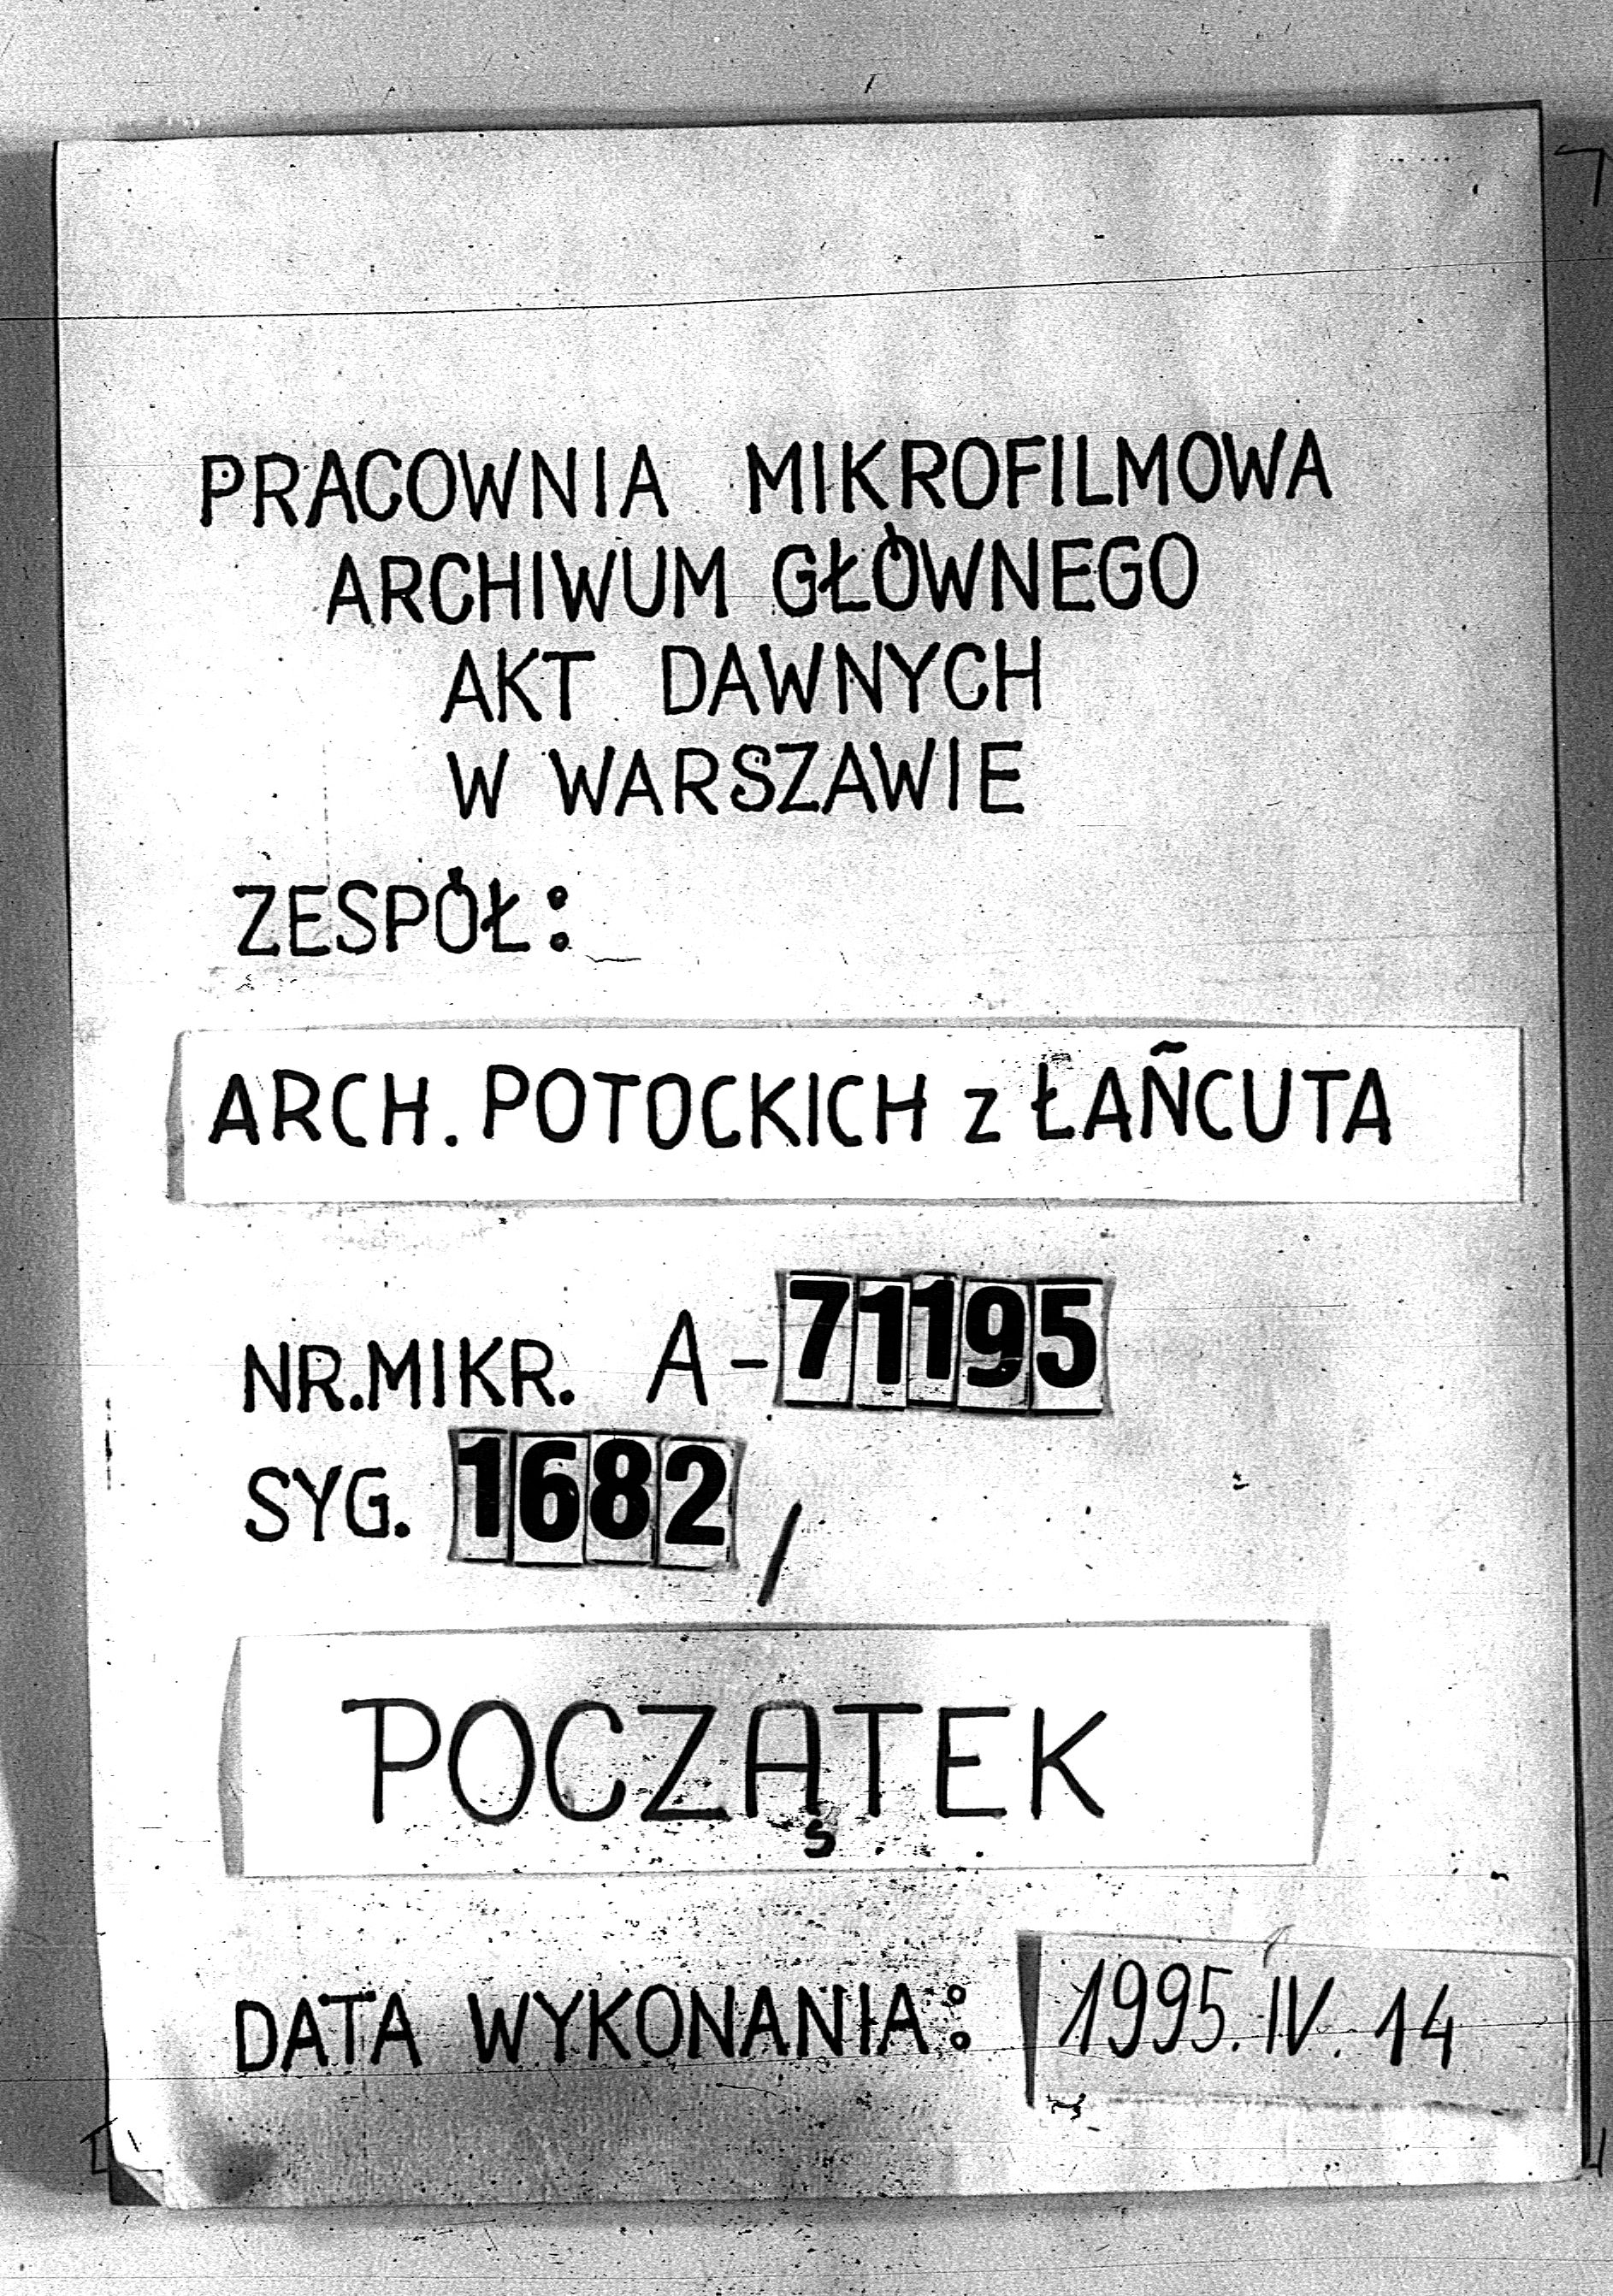 PRACOWNIA MIKROFILMOWA
ARCHIWUM GŁÓWNEGO
AKT DAWNYCH
W WARSZAWIE
ZESPÓŁ:
ARCH. POTOCKICH z ŁAŃCUTA
NR.MIKR. A-71195
SYG. 1682/
POCZĄTEK
DATA WYKONANIA: 1995.IV.14